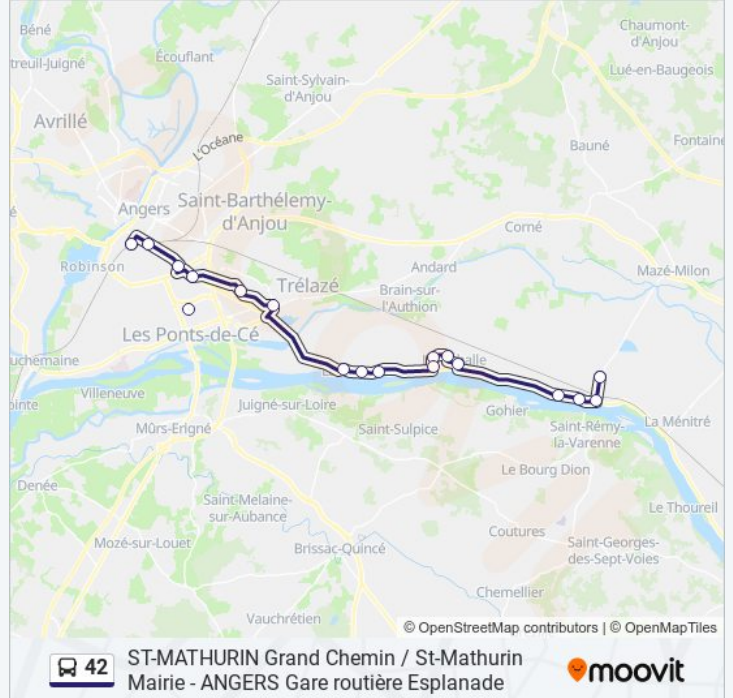 Béné
Chaumont-
d'Anjou
Écouflant
treuil-Juigné
Lué-en-Baugeois
Saint-Sylvain-
d'Anjou
Avrillé
L'Océane
Bauné
Fontaine
Saint-Barthélemy-
d'Anjou
Angers
Corné
Robinson
Andard
Mazé-Milon
Trélazé
Brain-sur-
l'Authion
Les Ponts-de-Cé
uchemaine
Villeneuve
Juigné-sur-Loire
Gohier
Mûrs-Erigné
Saint-Sulpice
Saint-Rémy-
la-Varenne
La Ménitré
Le Bourg Dion
Denée
Saint-Melaine-
sur-Aubance
Le Thoureil
Coutures
Mozé-sur-Louet
Brissac-Quincé
Saint-Georges-
des-Sept-Voies
Chemellier
Vauchrétien
© OpenStreetMap contributors | © OpenMapTiles
42
ST-MATHURIN Grand Chemin / St-Mathurin
Mairie - ANGERS Gare routière Esplanade
moovit